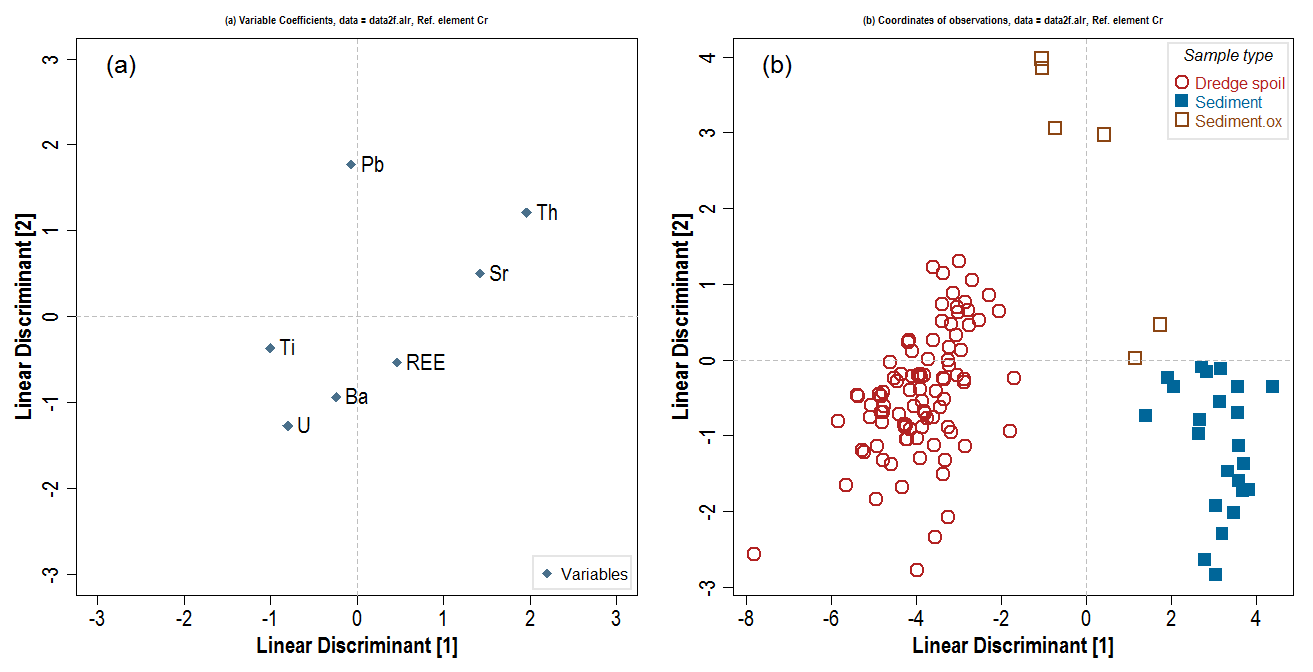 (a) Variable Coefficients, data = data2f.alr, Ref. element Cr
(a)
3
2
1
0
-1
-2
-3
Linear Discriminant [2]
Pb
Th
Sr
Ti
REE
Ba
U
Variables
-3 -2 -1 0 1 2 3
Linear Discriminant [1]
(b) Coordinates of observations, data = data2f.alr, Ref. element Cr
(b)
4
3
2
1
0
-1
-2
-3
Linear Discriminant [2]
Sample type
Dredge spoil
Sediment
Sediment.ox
-8 -6 -4 -2 0 2 4
Linear Discriminant [1]